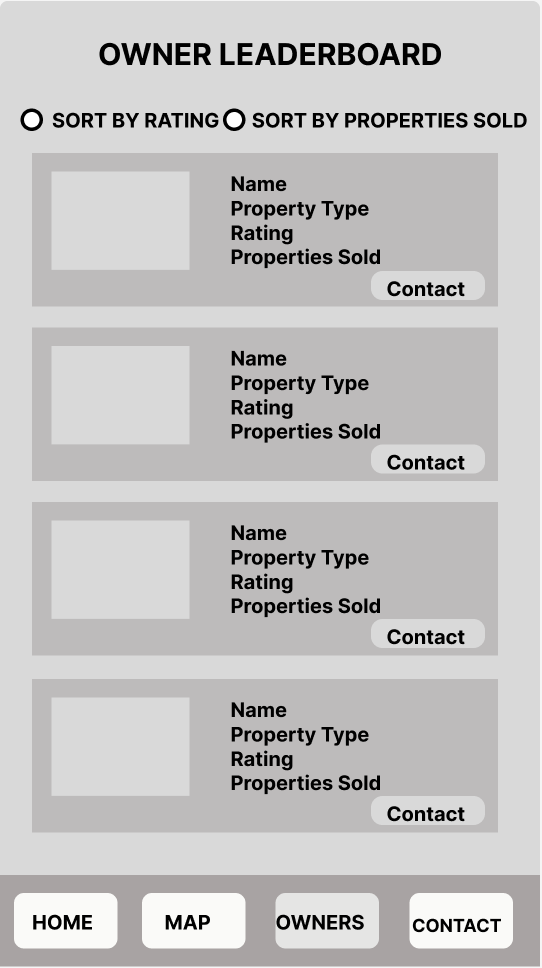 OWNER LEADERBOARD
SORT BY RATING SORT BY PROPERTIES SOLD
Name
Property Type
Rating
Properties Sold
Contact
Name
Property Type
Rating
Properties Sold
Contact
Name
Property Type
Rating
Properties Sold
Contact
Name
Property Type
Rating
Properties Sold
Contact
HOME MAP OWNERS CONTACT